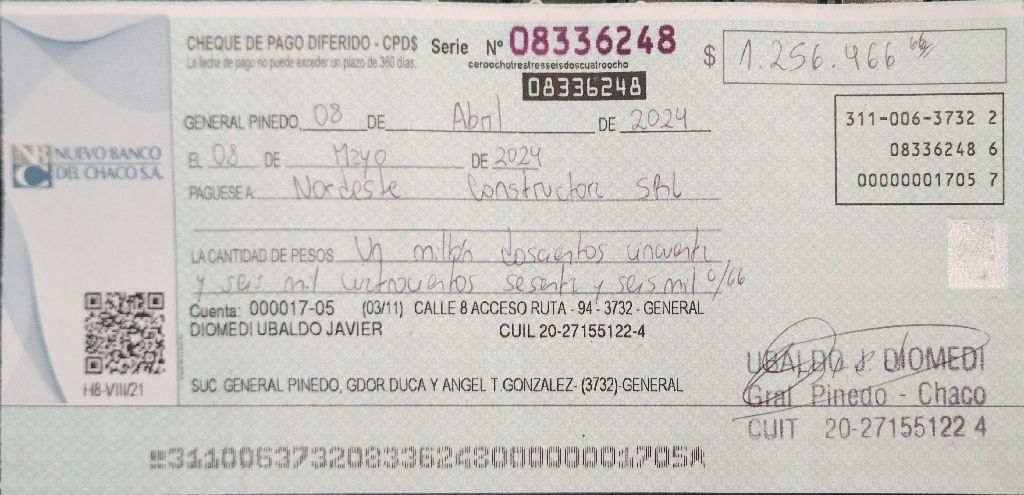 CHEQUE DE PAGO DIFERIDO - CPD$ Serie Nº 08336248
La fecha de pago no puede exceder un plazo de 360 días.
ceroochotrestresseisdoscuatroocho
08336248
$ 1.256.466 66/
GENERAL PINEDO, 08 DE Abril DE 2024
EL 08 DE Mayo DE 2024
PAGUESE A: Nordeste Constructora SRL
311-006-3732 2
08336248 6
00000001705 7
NUEVO BANCO
DEL CHACO S.A.
LA CANTIDAD DE PESOS Un millón doscientos cincuenta
y seis mil cuatrocientos sesenta y seis mil c/66
Cuenta: 000017-05 (03/11) CALLE 8 ACCESO RUTA - 94 - 3732 - GENERAL
DIOMEDI UBALDO JAVIER CUIL 20-27155122-4
SUC. GENERAL PINEDO, GDOR DUCA Y ANGEL T.GONZALEZ- (3732)-GENERAL
H8-VIII/21
UBALDO J. DIOMEDI
Gral Pinedo - Chaco
CUIT 20-27155122 4
31100637320833624800000001705A